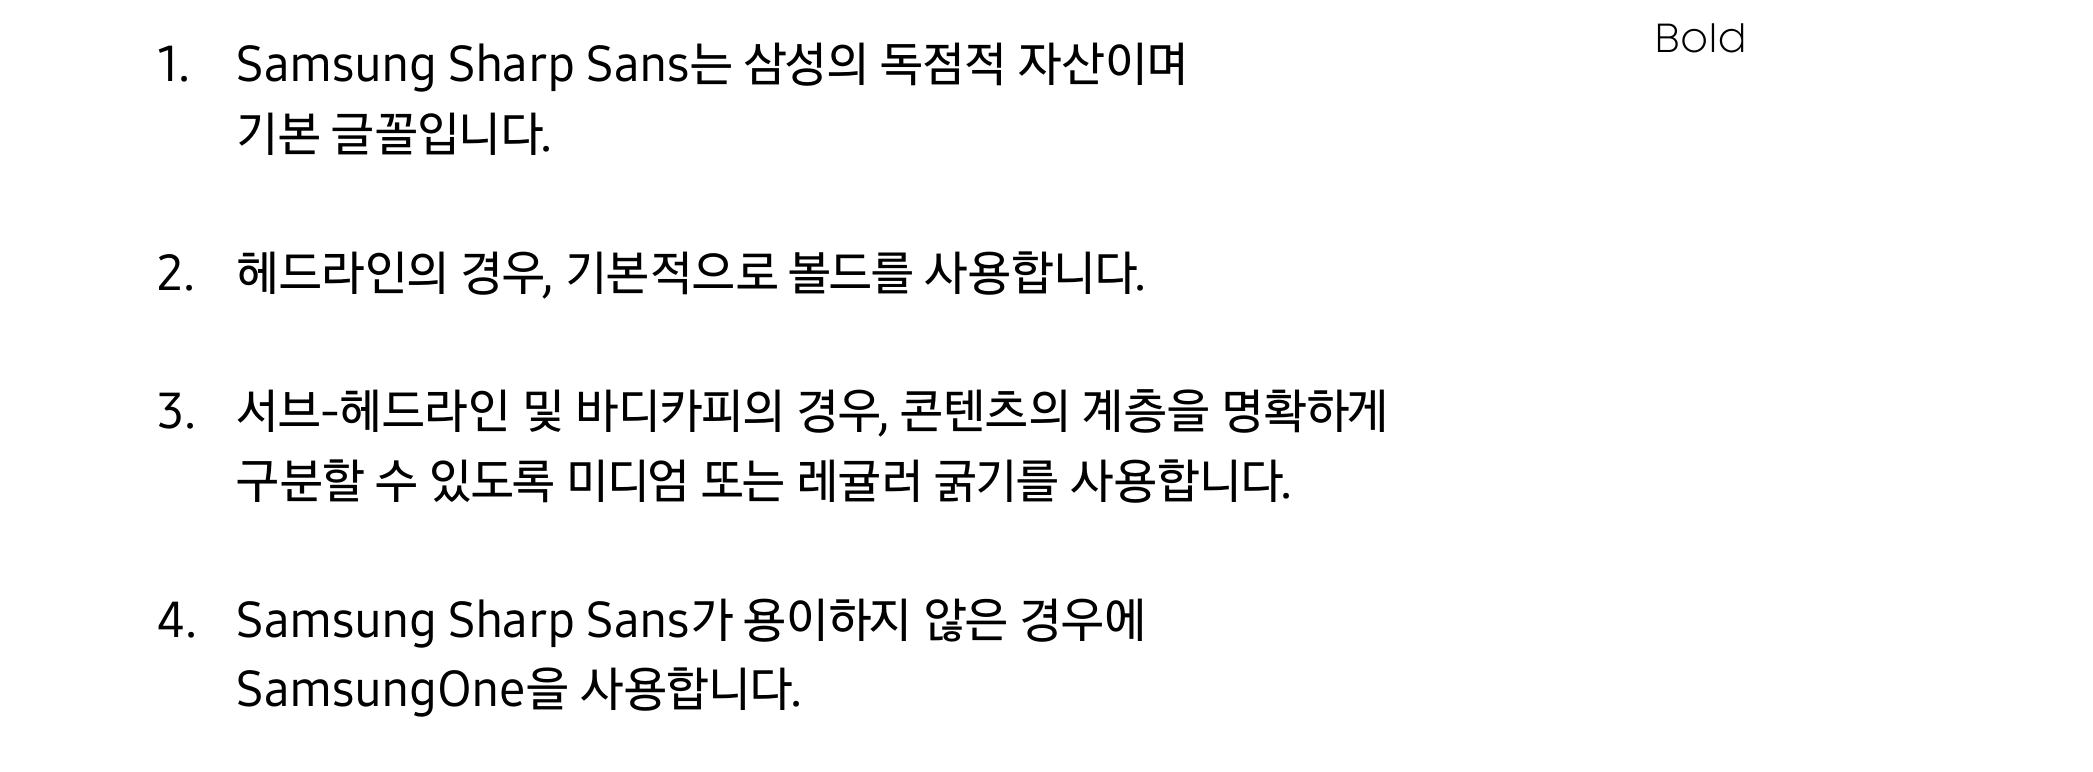 1. Samsung Sharp Sans는 삼성의 독점적 자산이며
기본 글꼴입니다.
2. 헤드라인의 경우, 기본적으로 볼드를 사용합니다.
3. 서브-헤드라인 및 바디카피의 경우, 콘텐츠의 계층을 명확하게
구분할 수 있도록 미디엄 또는 레귤러 굵기를 사용합니다.
4. Samsung Sharp Sans가 용이하지 않은 경우에
SamsungOne을 사용합니다.
Bold